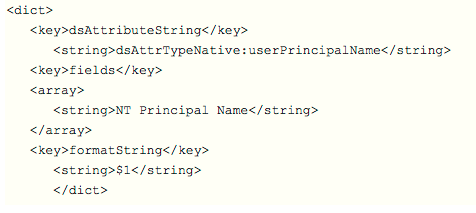 <dict>
<key>dsAttributeString</key>
<string>dsAttrTypeNative:userPrincipalName</string>
<key>fields</key>
<array>
<string>NT Principal Name</string>
</array>
<key>formatString</key>
<string>$1</string>
</dict>